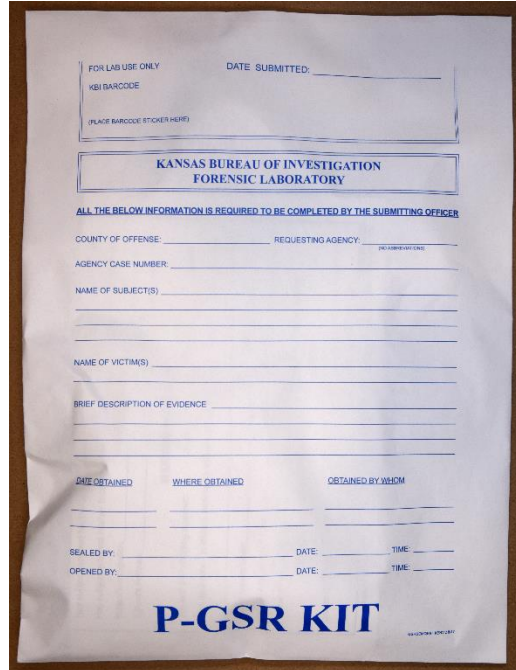 FOR LAB USE ONLY DATE SUBMITTED:
KBI BARCODE
(PLACE BARCODE STICKER HERE)
KANSAS BUREAU OF INVESTIGATION
FORENSIC LABORATORY
ALL THE BELOW INFORMATION IS REQUIRED TO BE COMPLETED BY THE SUBMITTING OFFICER
COUNTY OF OFFENSE: REQUESTING AGENCY:
(NO ABBREVIATIONS)
AGENCY CASE NUMBER:
NAME OF SUBJECT(S)
NAME OF VICTIM(S)
BRIEF DESCRIPTION OF EVIDENCE
DATE OBTAINED WHERE OBTAINED OBTAINED BY WHOM
SEALED BY: DATE: TIME:
OPENED BY: DATE: TIME:
P-GSR KIT